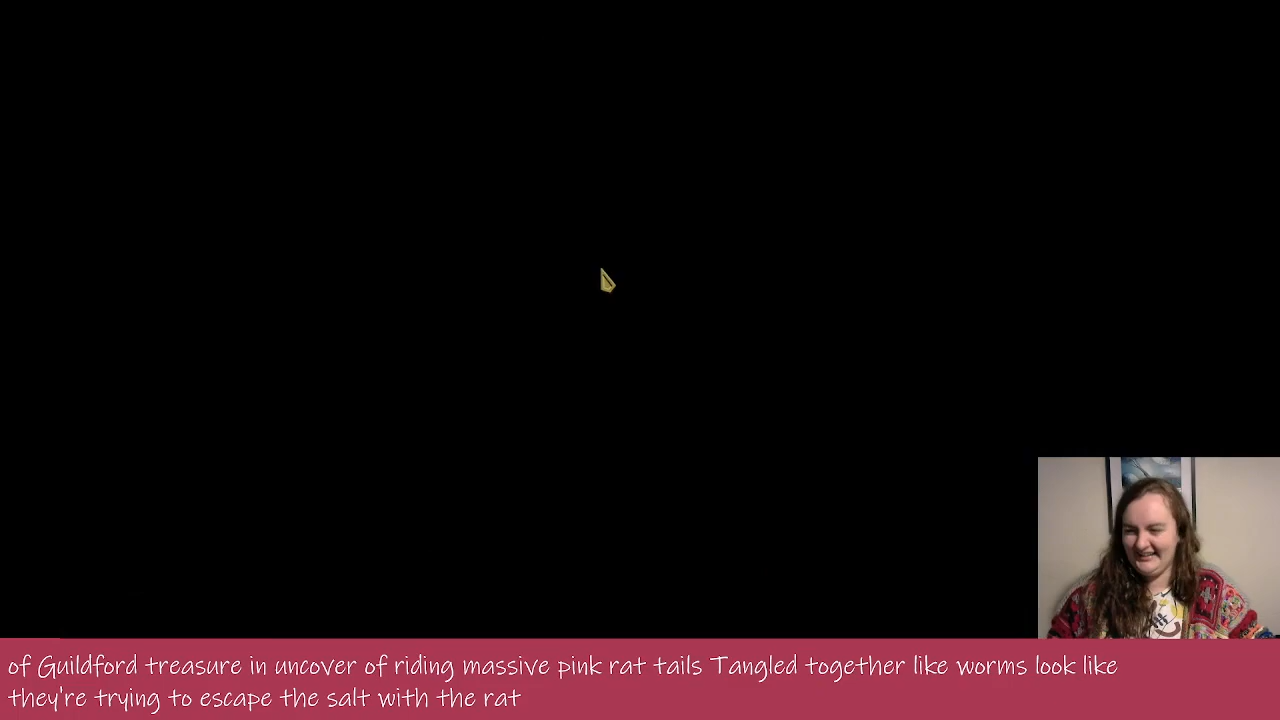 of Guildford treasure in uncover of riding massive pink rat tails Tangled together like worms look like
they're trying to escape the salt with the rat